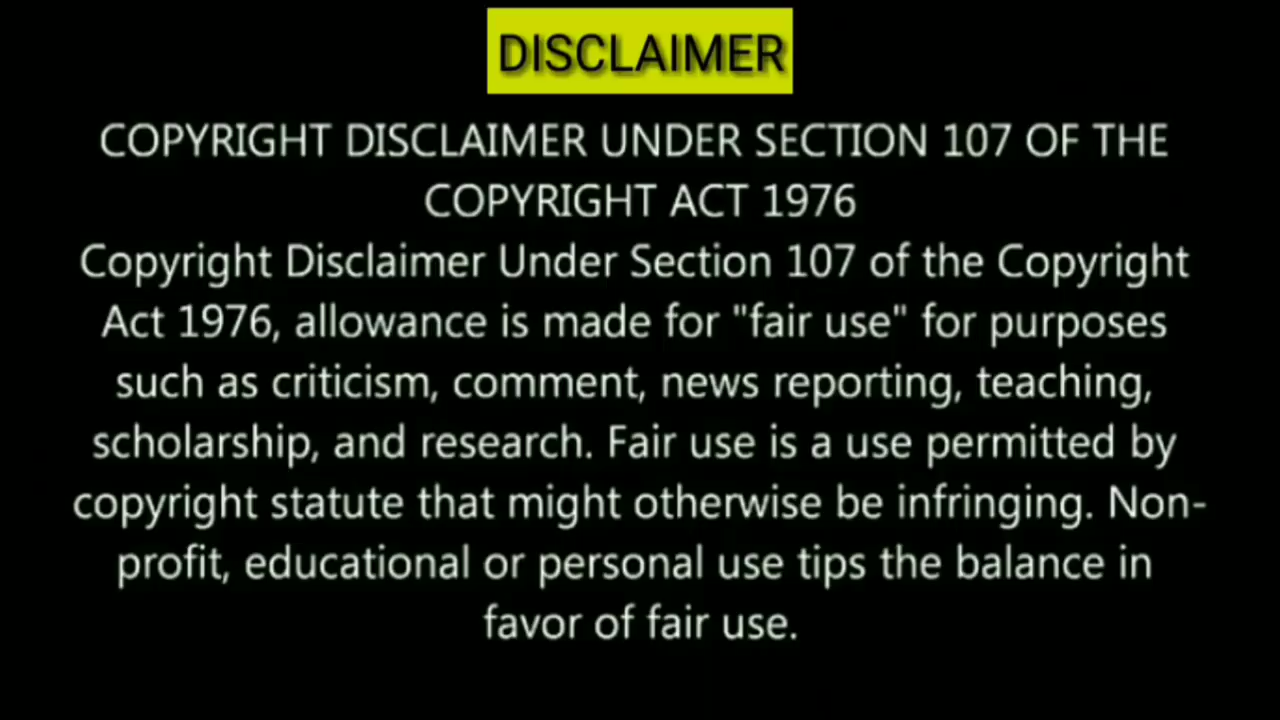 DISCLAIMER
COPYRIGHT DISCLAIMER UNDER SECTION 107 OF THE
COPYRIGHT ACT 1976
Copyright Disclaimer Under Section 107 of the Copyright
Act 1976, allowance is made for "fair use" for purposes
such as criticism, comment, news reporting, teaching,
scholarship, and research. Fair use is a use permitted by
copyright statute that might otherwise be infringing. Non-
profit, educational or personal use tips the balance in
favor of fair use.